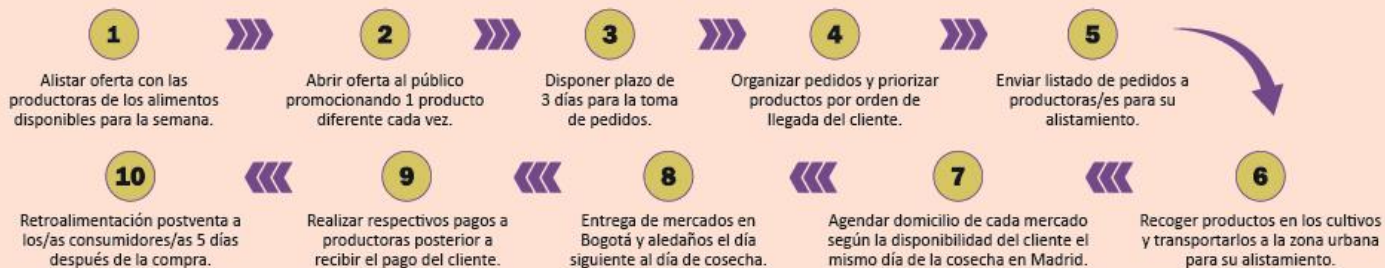 1
Alistar oferta con las
productoras de los alimentos
disponibles para la semana.
2
Abrir oferta al público
promocionando 1 producto
diferente cada vez.
3
Disponer plazo de
3 días para la toma
de pedidos.
4
Organizar pedidos y priorizar
productos por orden de
llegada del cliente.
5
Enviar listado de pedidos a
productoras/es para su
alistamiento.
6
Recoger productos en los cultivos
y transportarlos a la zona urbana
para su alistamiento.
7
Agendar domicilio de cada mercado
según la disponibilidad del cliente el
mismo día de la cosecha en Madrid.
8
Entrega de mercados en
Bogotá y aledaños el día
siguiente al día de cosecha.
9
Realizar respectivos pagos a
productoras posterior a
recibir el pago del cliente.
10
Retroalimentación postventa a
los/as consumidores/as 5 días
después de la compra.